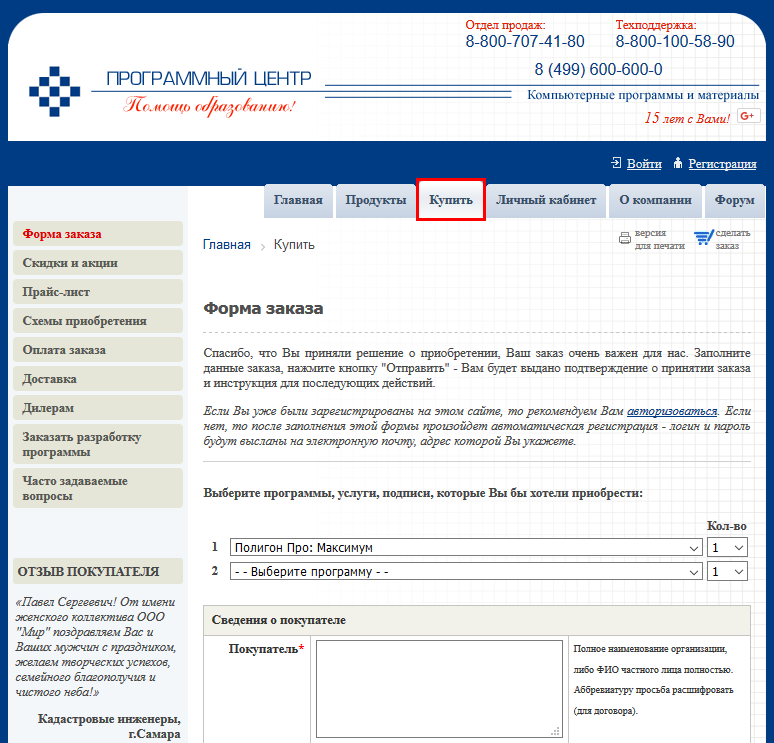 Отдел продаж:
Техподдержка:
8-800-707-41-80
8-800-100-58-90
8 (499) 600-600-0
ПРОГРАММНЫЙ ЦЕНТР
Помощь образованию!
Компьютерные программы и материалы
15 лет с Вами!
G+
Войти
Регистрация
Главная
Продукты
Купить
Личный кабинет
О компании
Форум
Форма заказа
Скидки и акции
Прайс-лист
Схемы приобретения
Оплата заказа
Доставка
Дилерам
Заказать разработку
программы
Часто задаваемые
вопросы
ОТЗЫВ ПОКУПАТЕЛЯ
«Павел Сергеевич! От имени
женского коллектива ООО
"Мир" поздравляем Вас и
Ваших мужчин с праздником,
желаем творческих успехов,
семейного благополучия и
чистого неба!»
Кадастровые инженеры,
г.Самара
Главная › Купить
версия
для печати
сделать
заказ
Форма заказа
Спасибо, что Вы приняли решение о приобретении, Ваш заказ очень важен для нас. Заполните
данные заказа, нажмите кнопку "Отправить" - Вам будет выдано подтверждение о принятии заказа
и инструкция для последующих действий.
Если Вы уже были зарегистрированы на этом сайте, то рекомендуем Вам авторизоваться. Если
нет, то после заполнения этой формы произойдет автоматическая регистрация - логин и пароль
будут высланы на электронную почту, адрес которой Вы укажете.
Выберите программы, услуги, подписи, которые Вы бы хотели приобрести:
Кол-во
1 Полигон Про: Максимум 1
2 - - Выберите программу - - 1
Сведения о покупателе
Покупатель*
Полное наименование организации,
либо ФИО частного лица полностью.
Аббревиатуру просьба расшифровать
(для договора).